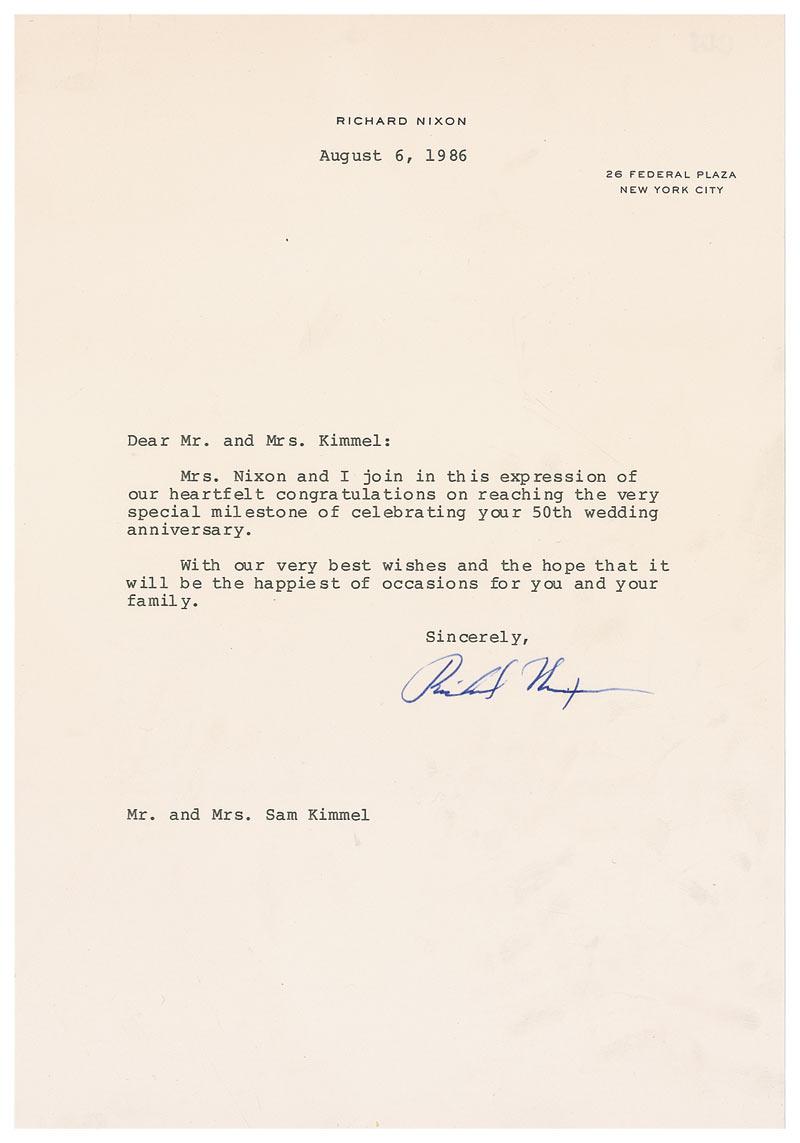 RICHARD NIXON
August 6, 1986
26 FEDERAL PLAZA
NEW YORK CITY
Dear Mr. and Mrs. Kimmel:
Mrs. Nixon and I join in this expression of
our heartfelt congratulations on reaching the very
special milestone of celebrating your 50th wedding
anniversary.
With our very best wishes and the hope that it
will be the happiest of occasions for you and your
family.
Sincerely,
Richard Nixon
Mr. and Mrs. Sam Kimmel